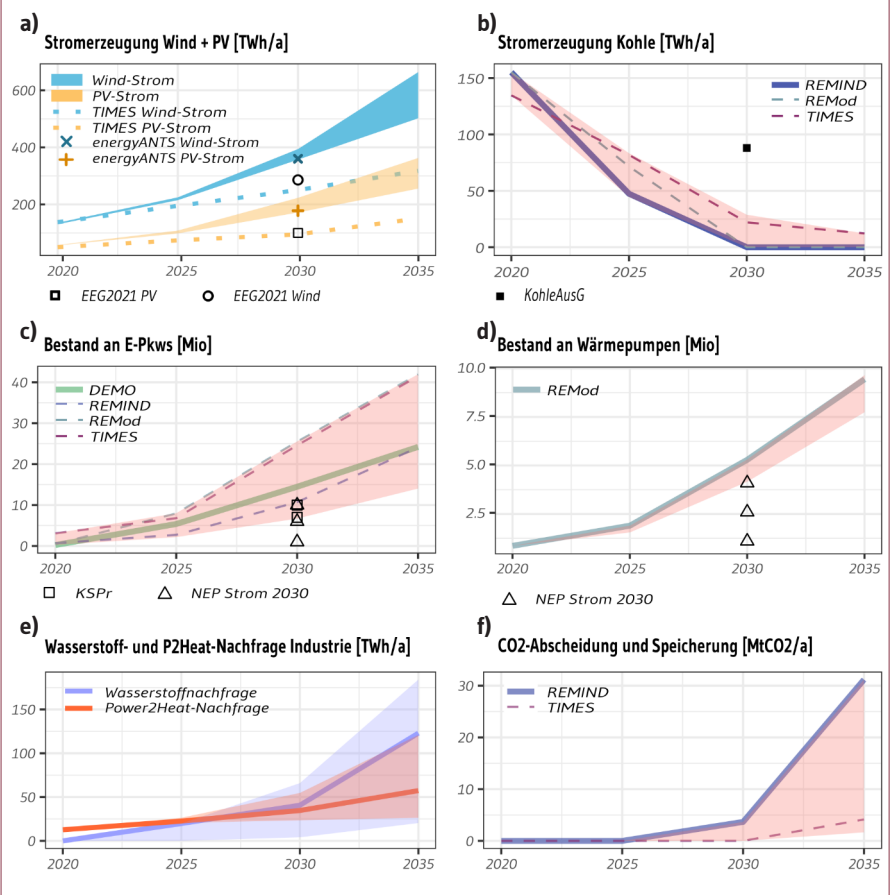 a)
Stromerzeugung Wind + PV [TWh/a]
600
400
200
Wind-Strom
PV-Strom
TIMES Wind-Strom
TIMES PV-Strom
energyANTS Wind-Strom
energyANTS PV-Strom
2020 2025 2030 2035
EEG2021 PV EEG2021 Wind
b)
Stromerzeugung Kohle [TWh/a]
150
100
50
0
REMIND
REMod
TIMES
2020 2025 2030 2035
KohleAusG
c)
Bestand an E-Pkws [Mio]
40
30
20
10
0
DEMO
REMIND
REMod
TIMES
2020 2025 2030 2035
KSPr NEP Strom 2030
d)
Bestand an Wärmepumpen [Mio]
10.0
7.5
5.0
2.5
REMod
2020 2025 2030 2035
NEP Strom 2030
e)
Wasserstoff- und P2Heat-Nachfrage Industrie [TWh/a]
150
100
50
0
Wasserstoffnachfrage
Power2Heat-Nachfrage
2020 2025 2030 2035
f)
CO2-Abscheidung und Speicherung [MtCO2/a]
30
20
10
0
REMIND
TIMES
2020 2025 2030 2035